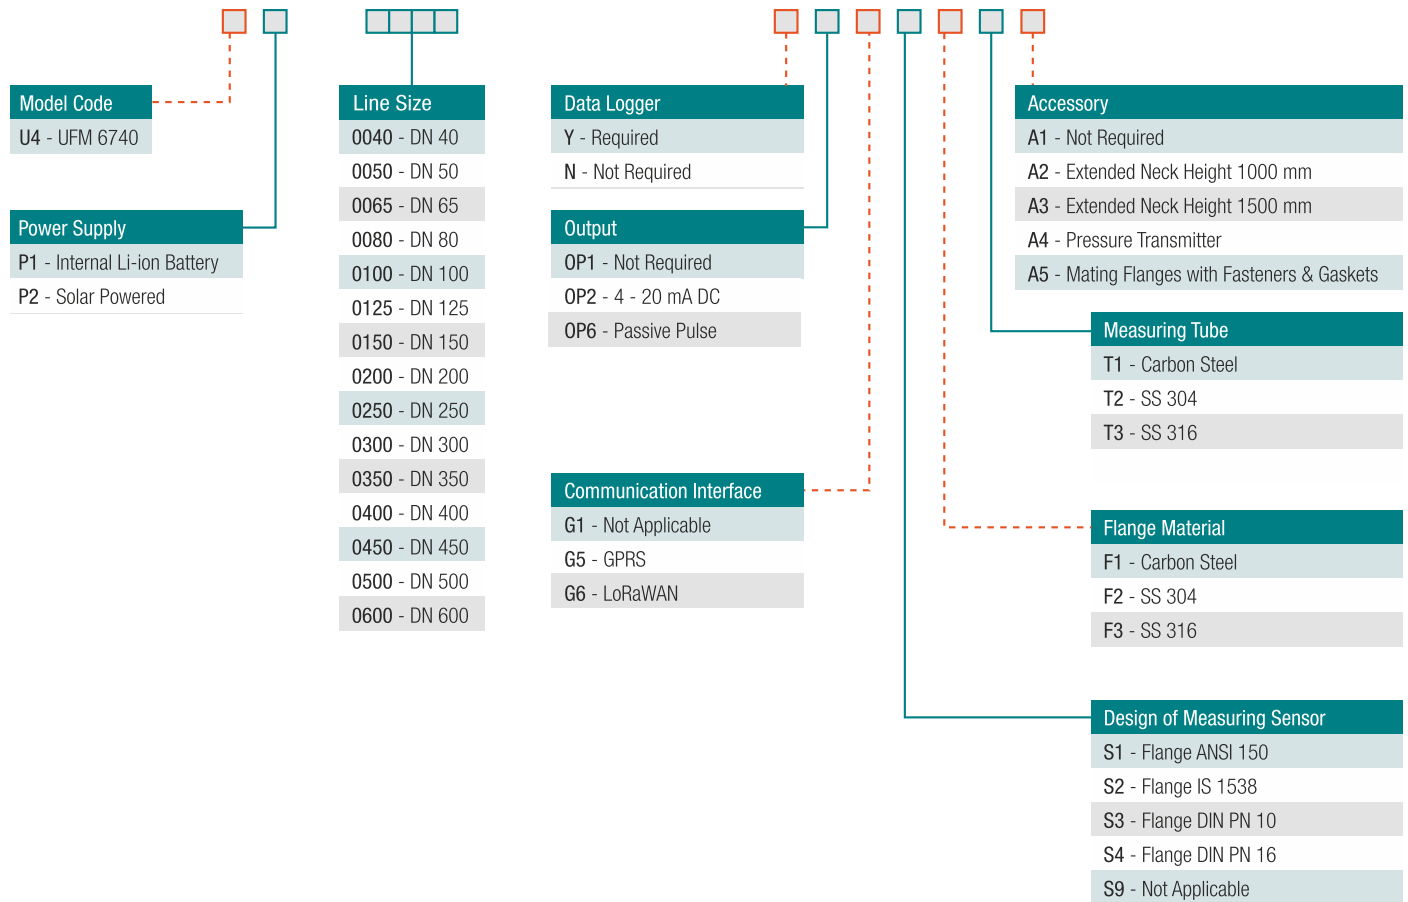 Model Code
U4 - UFM 6740
Power Supply
P1 - Internal Li-ion Battery
P2 - Solar Powered
Line Size
0040 - DN 40
0050 - DN 50
0065 - DN 65
0080 - DN 80
0100 - DN 100
0125 - DN 125
0150 - DN 150
0200 - DN 200
0250 - DN 250
0300 - DN 300
0350 - DN 350
0400 - DN 400
0450 - DN 450
0500 - DN 500
0600 - DN 600
Data Logger
Y - Required
N - Not Required
Output
OP1 - Not Required
OP2 - 4 - 20 mA DC
OP6 - Passive Pulse
Communication Interface
G1 - Not Applicable
G5 - GPRS
G6 - LoRaWAN
Accessory
A1 - Not Required
A2 - Extended Neck Height 1000 mm
A3 - Extended Neck Height 1500 mm
A4 - Pressure Transmitter
A5 - Mating Flanges with Fasteners & Gaskets
Measuring Tube
T1 - Carbon Steel
T2 - SS 304
T3 - SS 316
Flange Material
F1 - Carbon Steel
F2 - SS 304
F3 - SS 316
Design of Measuring Sensor
S1 - Flange ANSI 150
S2 - Flange IS 1538
S3 - Flange DIN PN 10
S4 - Flange DIN PN 16
S9 - Not Applicable